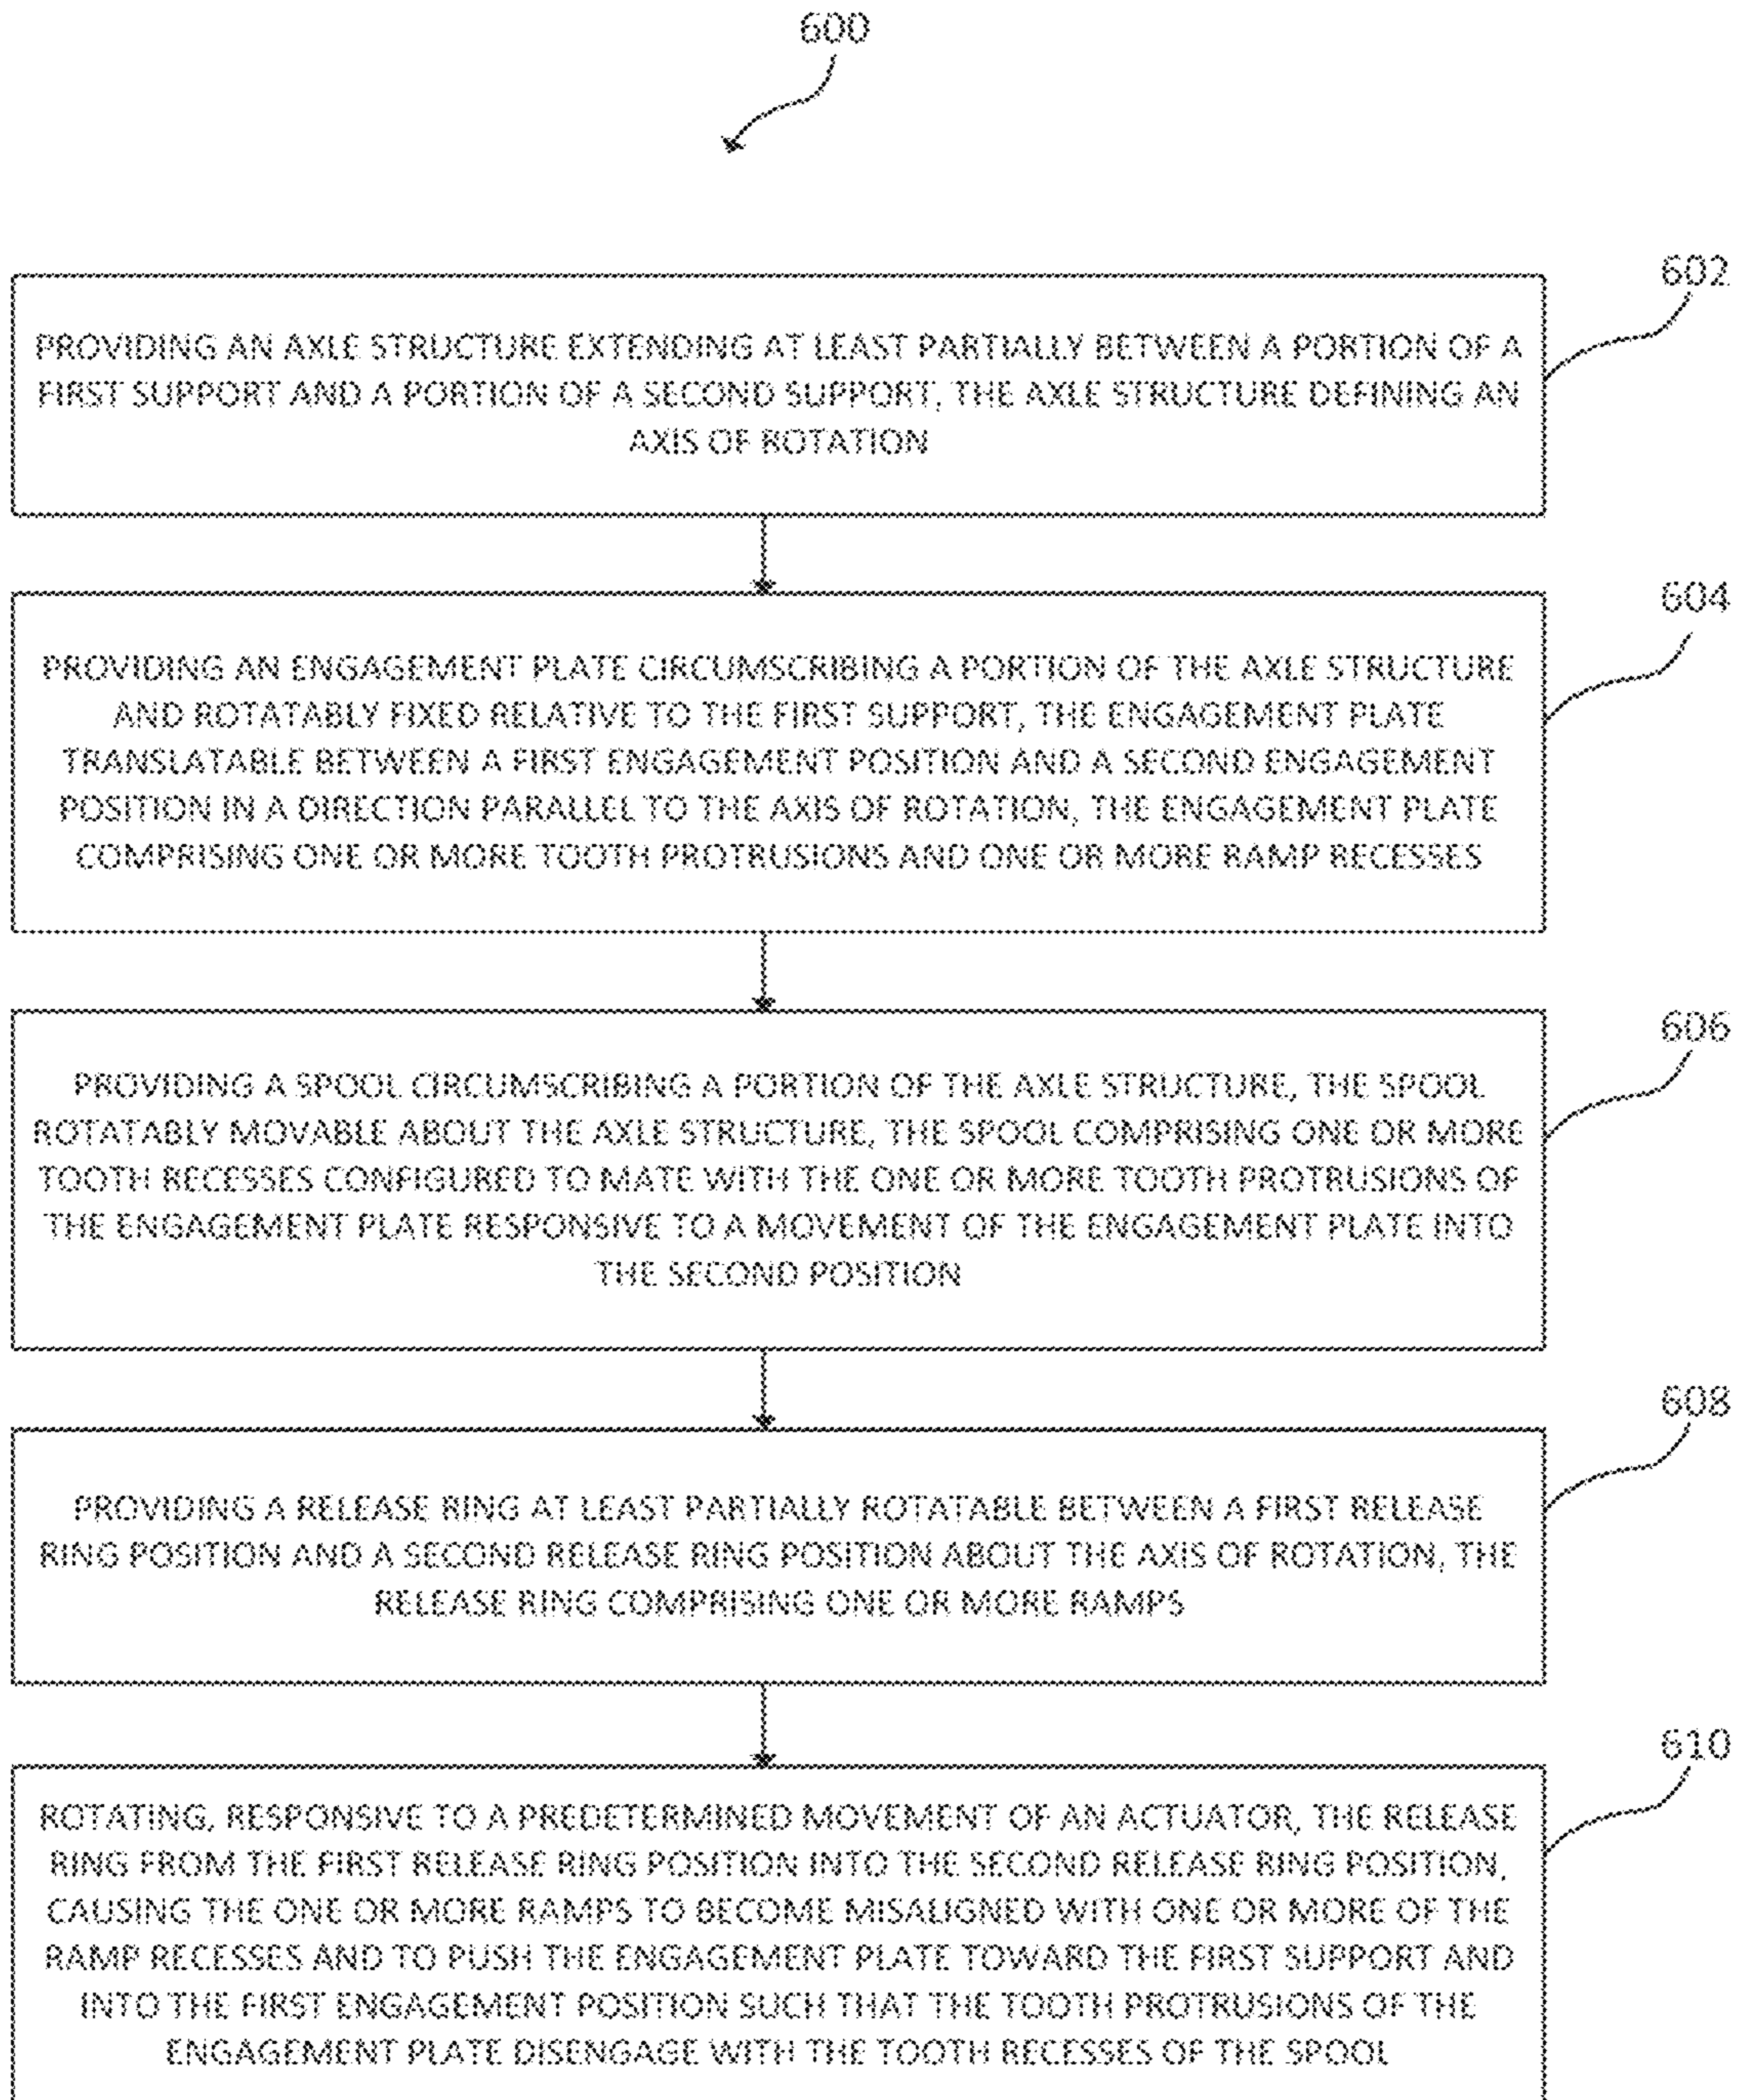 600
602
PROVIDING AN AXLE STRUCTURE EXTENDING AT LEAST PARTIALLY BETWEEN A PORTION OF A
FIRST SUPPORT AND A PORTION OF A SECOND SUPPORT, THE AXLE STRUCTURE DEFINING AN
AXIS OF ROTATION
604
PROVIDING AN ENGAGEMENT PLATE CIRCUMSCRIBING A PORTION OF THE AXLE STRUCTURE
AND ROTATABLY FIXED RELATIVE TO THE FIRST SUPPORT, THE ENGAGEMENT PLATE
TRANSLATABLE BETWEEN A FIRST ENGAGEMENT POSITION AND A SECOND ENGAGEMENT
POSITION IN A DIRECTION PARALLEL TO THE AXIS OF ROTATION, THE ENGAGEMENT PLATE
COMPRISING ONE OR MORE TOOTH PROTRUSIONS AND ONE OR MORE RAMP RECESSES
606
PROVIDING A SPOOL CIRCUMSCRIBING A PORTION OF THE AXLE STRUCTURE, THE SPOOL
ROTATABLY MOVABLE ABOUT THE AXLE STRUCTURE, THE SPOOL COMPRISING ONE OR MORE
TOOTH RECESSES CONFIGURED TO MATE WITH THE ONE OR MORE TOOTH PROTRUSIONS OF
THE ENGAGEMENT PLATE RESPONSIVE TO A MOVEMENT OF THE ENGAGEMENT PLATE INTO
THE SECOND POSITION
608
PROVIDING A RELEASE RING AT LEAST PARTIALLY ROTATABLE BETWEEN A FIRST RELEASE
RING POSITION AND A SECOND RELEASE RING POSITION ABOUT THE AXIS OF ROTATION, THE
RELEASE RING COMPRISING ONE OR MORE RAMPS
610
ROTATING, RESPONSIVE TO A PREDETERMINED MOVEMENT OF AN ACTUATOR, THE RELEASE
RING FROM THE FIRST RELEASE RING POSITION INTO THE SECOND RELEASE RING POSITION,
CAUSING THE ONE OR MORE RAMPS TO BECOME MISALIGNED WITH ONE OR MORE OF THE
RAMP RECESSES AND TO PUSH THE ENGAGEMENT PLATE TOWARD THE FIRST SUPPORT AND
INTO THE FIRST ENGAGEMENT POSITION SUCH THAT THE TOOTH PROTRUSIONS OF THE
ENGAGEMENT PLATE DISENGAGE WITH THE TOOTH RECESSES OF THE SPOOL